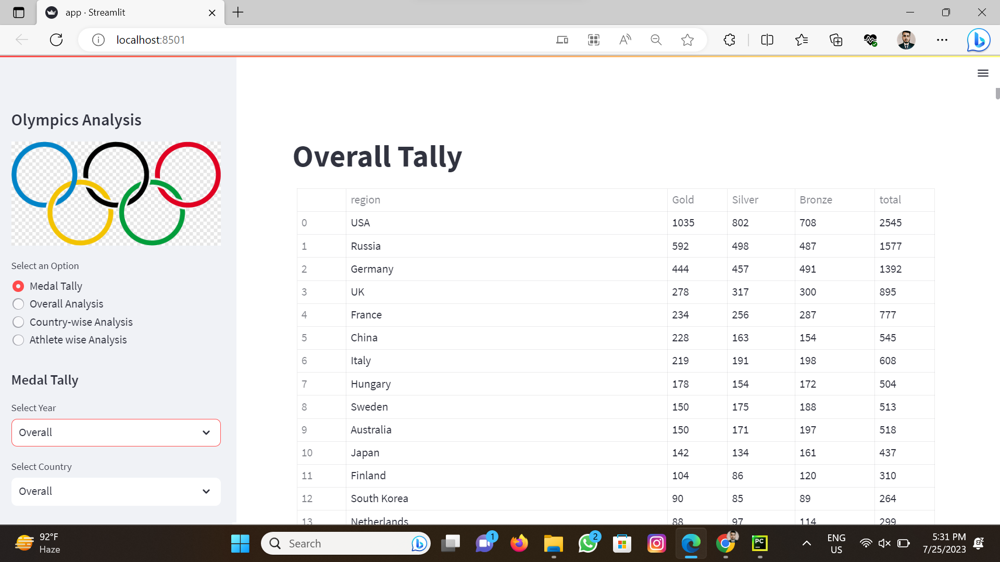 app · Streamlit
localhost:8501
Olympics Analysis
Select an Option
Medal Tally
Overall Analysis
Country-wise Analysis
Athlete wise Analysis
Medal Tally
Select Year
Overall
Select Country
Overall
Overall Tally
region Gold Silver Bronze total
0 USA 1035 802 708 2545
1 Russia 592 498 487 1577
2 Germany 444 457 491 1392
3 UK 278 317 300 895
4 France 234 256 287 777
5 China 228 163 154 545
6 Italy 219 191 198 608
7 Hungary 178 154 172 504
8 Sweden 150 175 188 513
9 Australia 150 171 197 518
10 Japan 142 134 161 437
11 Finland 104 86 120 310
12 South Korea 90 85 89 264
13 Netherlands 88 97 114 299
92°F
Haze
Search
1
2
PC
ENG
US
5:31 PM
7/25/2023